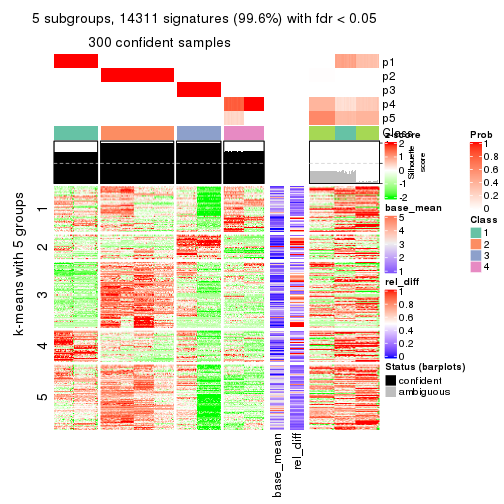 5 subgroups, 14311 signatures (99.6%) with fdr < 0.05
300 confident samples
p1
p2
p3
p4
p5
Class
z-score
2
1
0
-1
-2
Silhouette
score
Prob
1
0.8
0.6
0.4
0.2
0
base_mean
5
4
3
2
1
Class
1
2
3
4
rel_diff
1
0.8
0.6
0.4
0.2
0
Status (barplots)
confident
ambiguous
k-means with 5 groups
1
2
3
4
5
base_mean
rel_diff